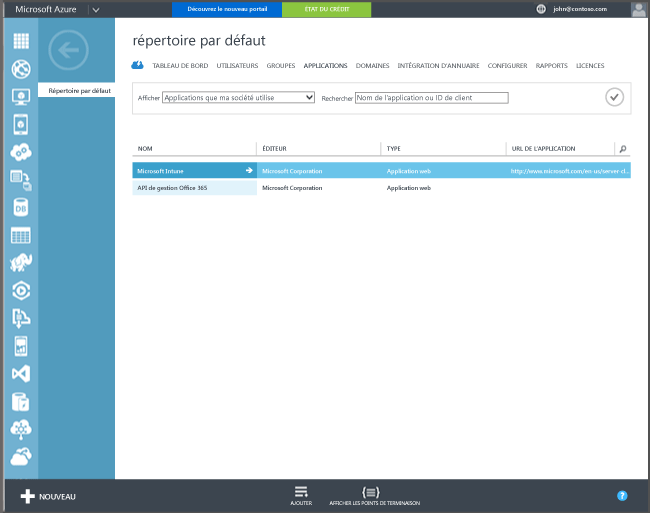 Microsoft Azure
Découvrez le nouveau portail
ÉTAT DU CRÉDIT
john@contoso.com
répertoire par défaut
Répertoire par défaut
TABLEAU DE BORD UTILISATEURS GROUPES APPLICATIONS DOMAINES INTÉGRATION D'ANNUAIRE CONFIGURER RAPPORTS LICENCES
Afficher Applications que ma société utilise Rechercher Nom de l'application ou ID de client
NOM ÉDITEUR TYPE URL DE L'APPLICATION
Microsoft Intune Microsoft Corporation Application web http://www.microsoft.com/en-us/server-cl...
API de gestion Office 365 Microsoft Corporation Application web
DB
NOUVEAU
AJOUTER
AFFICHER LES POINTS DE TERMINAISON
?